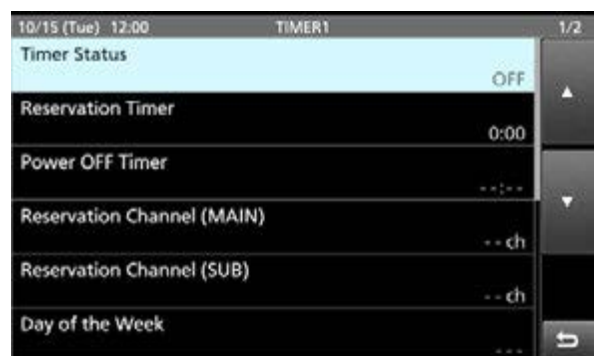 10/15 (Tue) 12:00 TIMER1 1/2
Timer Status
OFF
Reservation Timer
0:00
Power OFF Timer
--:--
Reservation Channel (MAIN)
-- ch
Reservation Channel (SUB)
-- ch
Day of the Week
---